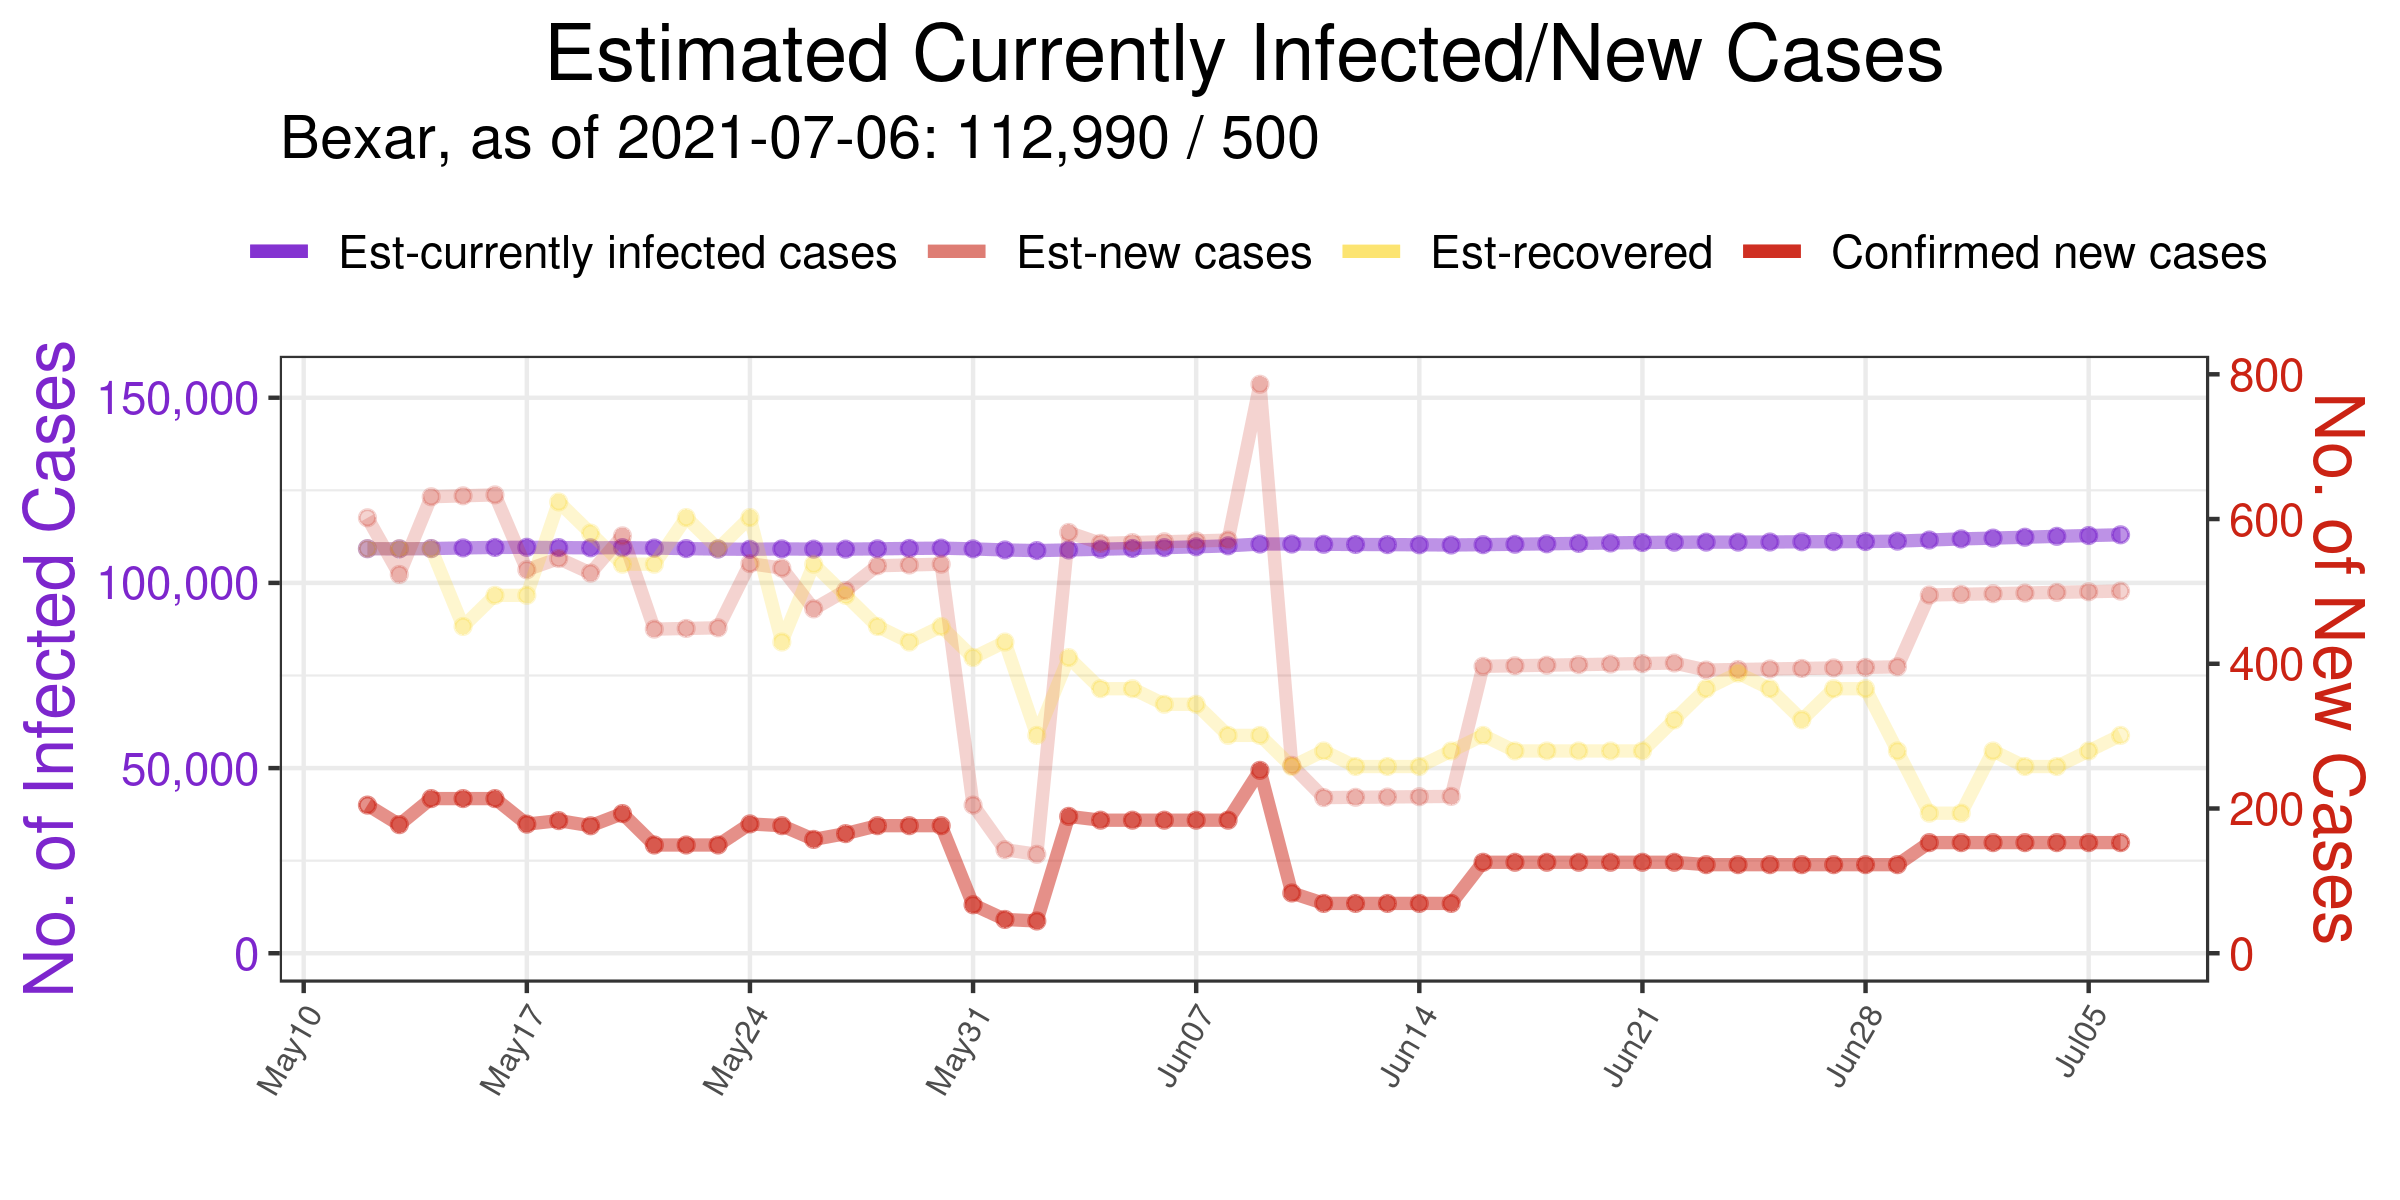 Estimated Currently Infected/New Cases
Bexar, as of 2021-07-06: 112,990 / 500
Est-currently infected cases Est-new cases Est-recovered Confirmed new cases
No. of Infected Cases
150,000
100,000
50,000
0
800
600
400
200
0
No. of New Cases
May10 May17 May24 May31 Jun07 Jun14 Jun21 Jun28 Jul05